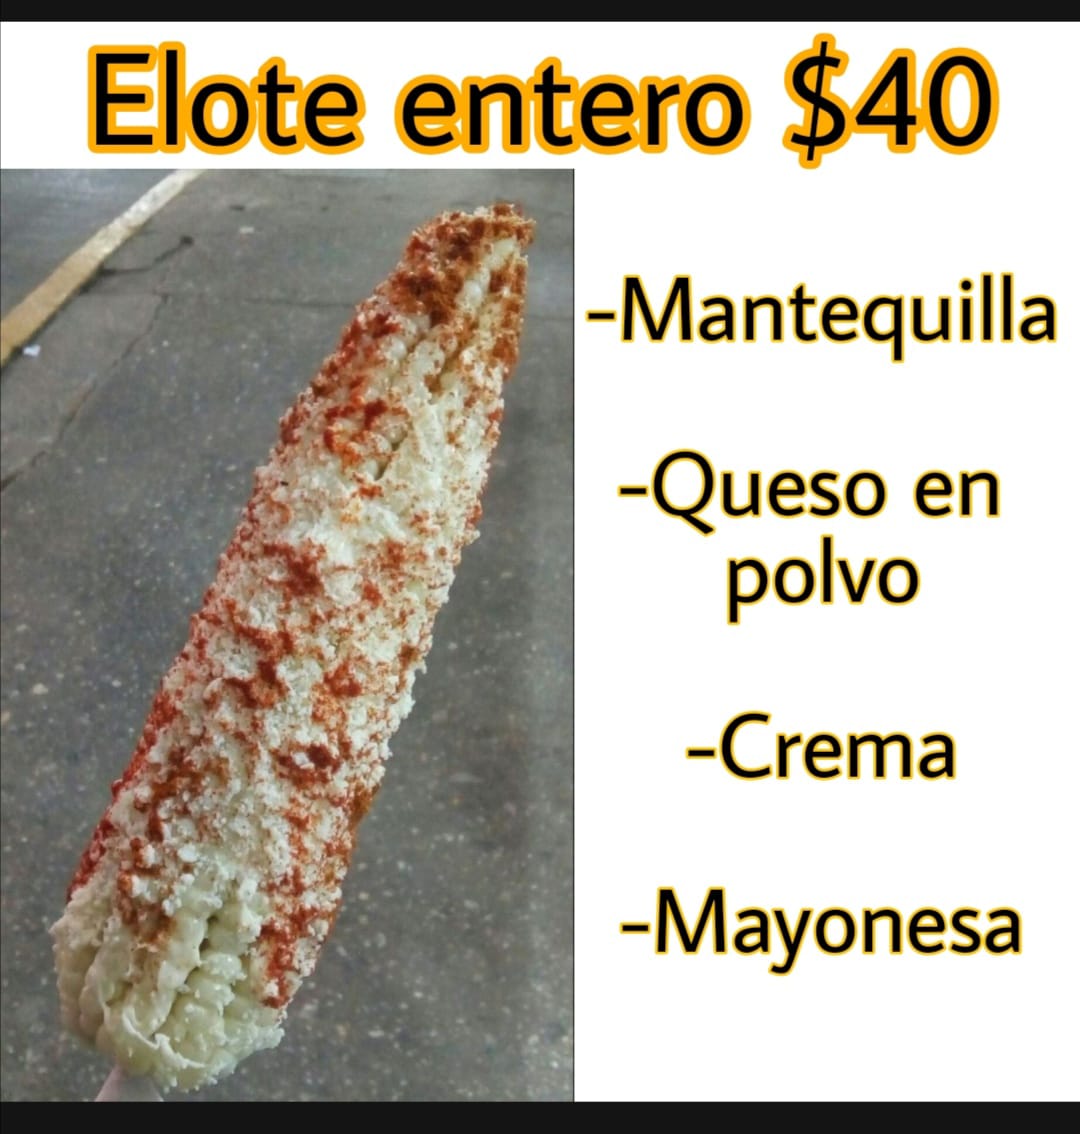 Elote entero $40
-Mantequilla
-Queso en
polvo
-Crema
-Mayonesa